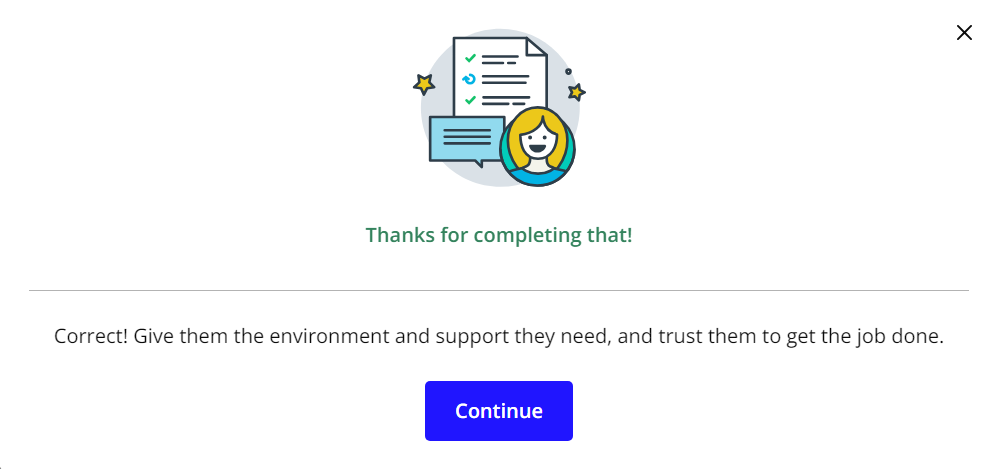 Thanks for completing that!
Correct! Give them the environment and support they need, and trust them to get the job done.
Continue